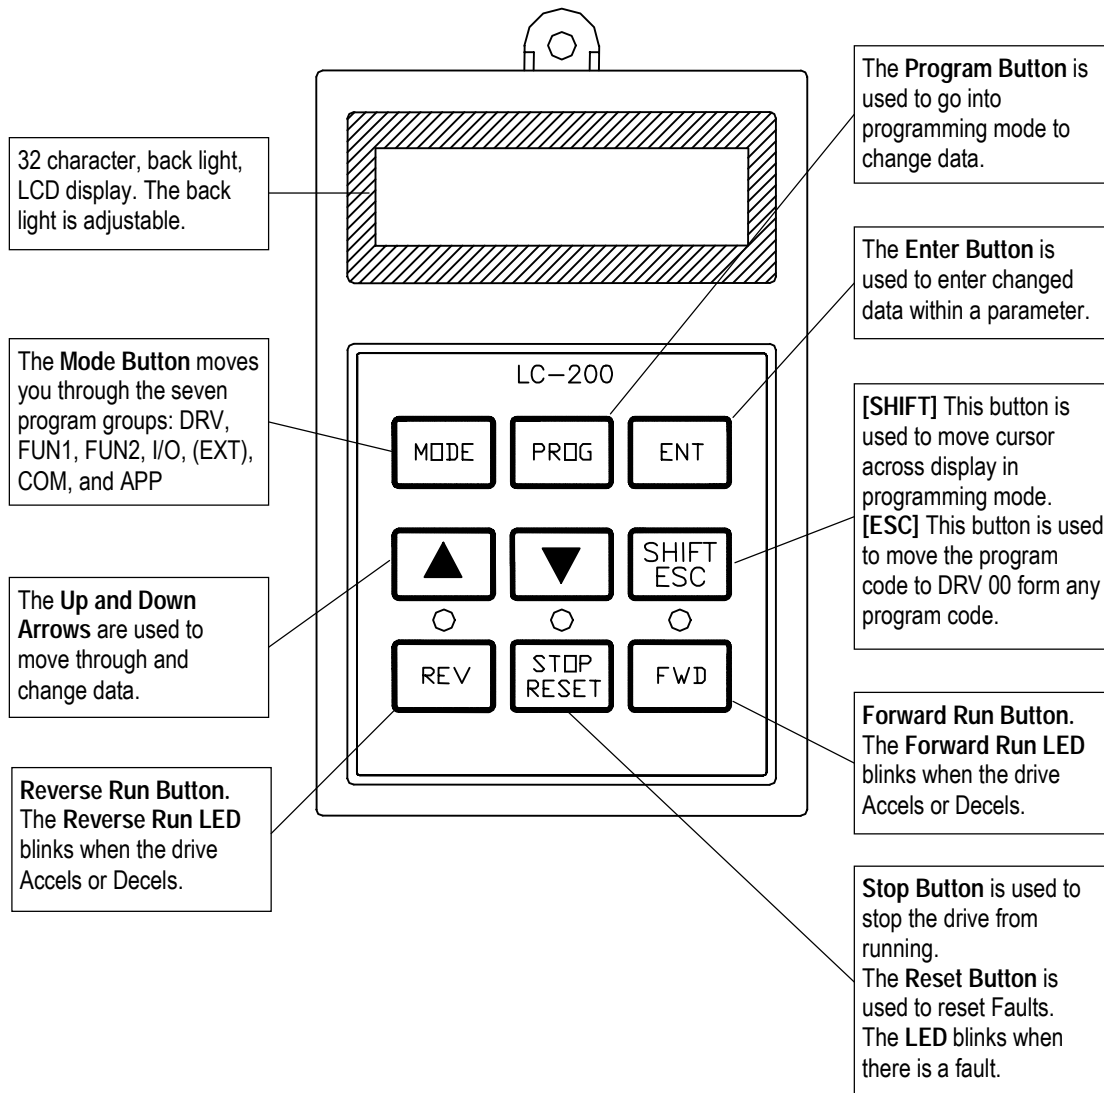 32 character, back light,
LCD display. The back
light is adjustable.
The Mode Button moves
you through the seven
program groups: DRV,
FUN1, FUN2, I/O, (EXT),
COM, and APP
The Up and Down
Arrows are used to
move through and
change data.
Reverse Run Button.
The Reverse Run LED
blinks when the drive
Accels or Decels.
LC-200
MODE
PROG
ENT
SHIFT
ESC
REV
STOP
RESET
FWD
The Program Button is
used to go into
programming mode to
change data.
The Enter Button is
used to enter changed
data within a parameter.
[SHIFT] This button is
used to move cursor
across display in
programming mode.
[ESC] This button is used
to move the program
code to DRV 00 form any
program code.
Forward Run Button.
The Forward Run LED
blinks when the drive
Accels or Decels.
Stop Button is used to
stop the drive from
running.
The Reset Button is
used to reset Faults.
The LED blinks when
there is a fault.